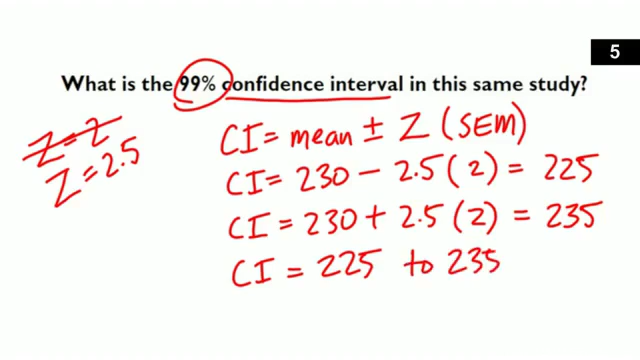 5
What is the 99% confidence interval in this same study?
Z=2
Z=2.5
CI= mean ± Z (SEM)
CI= 230 - 2.5(2) = 225
CI = 230 + 2.5(2) = 235
CI = 225 to 235